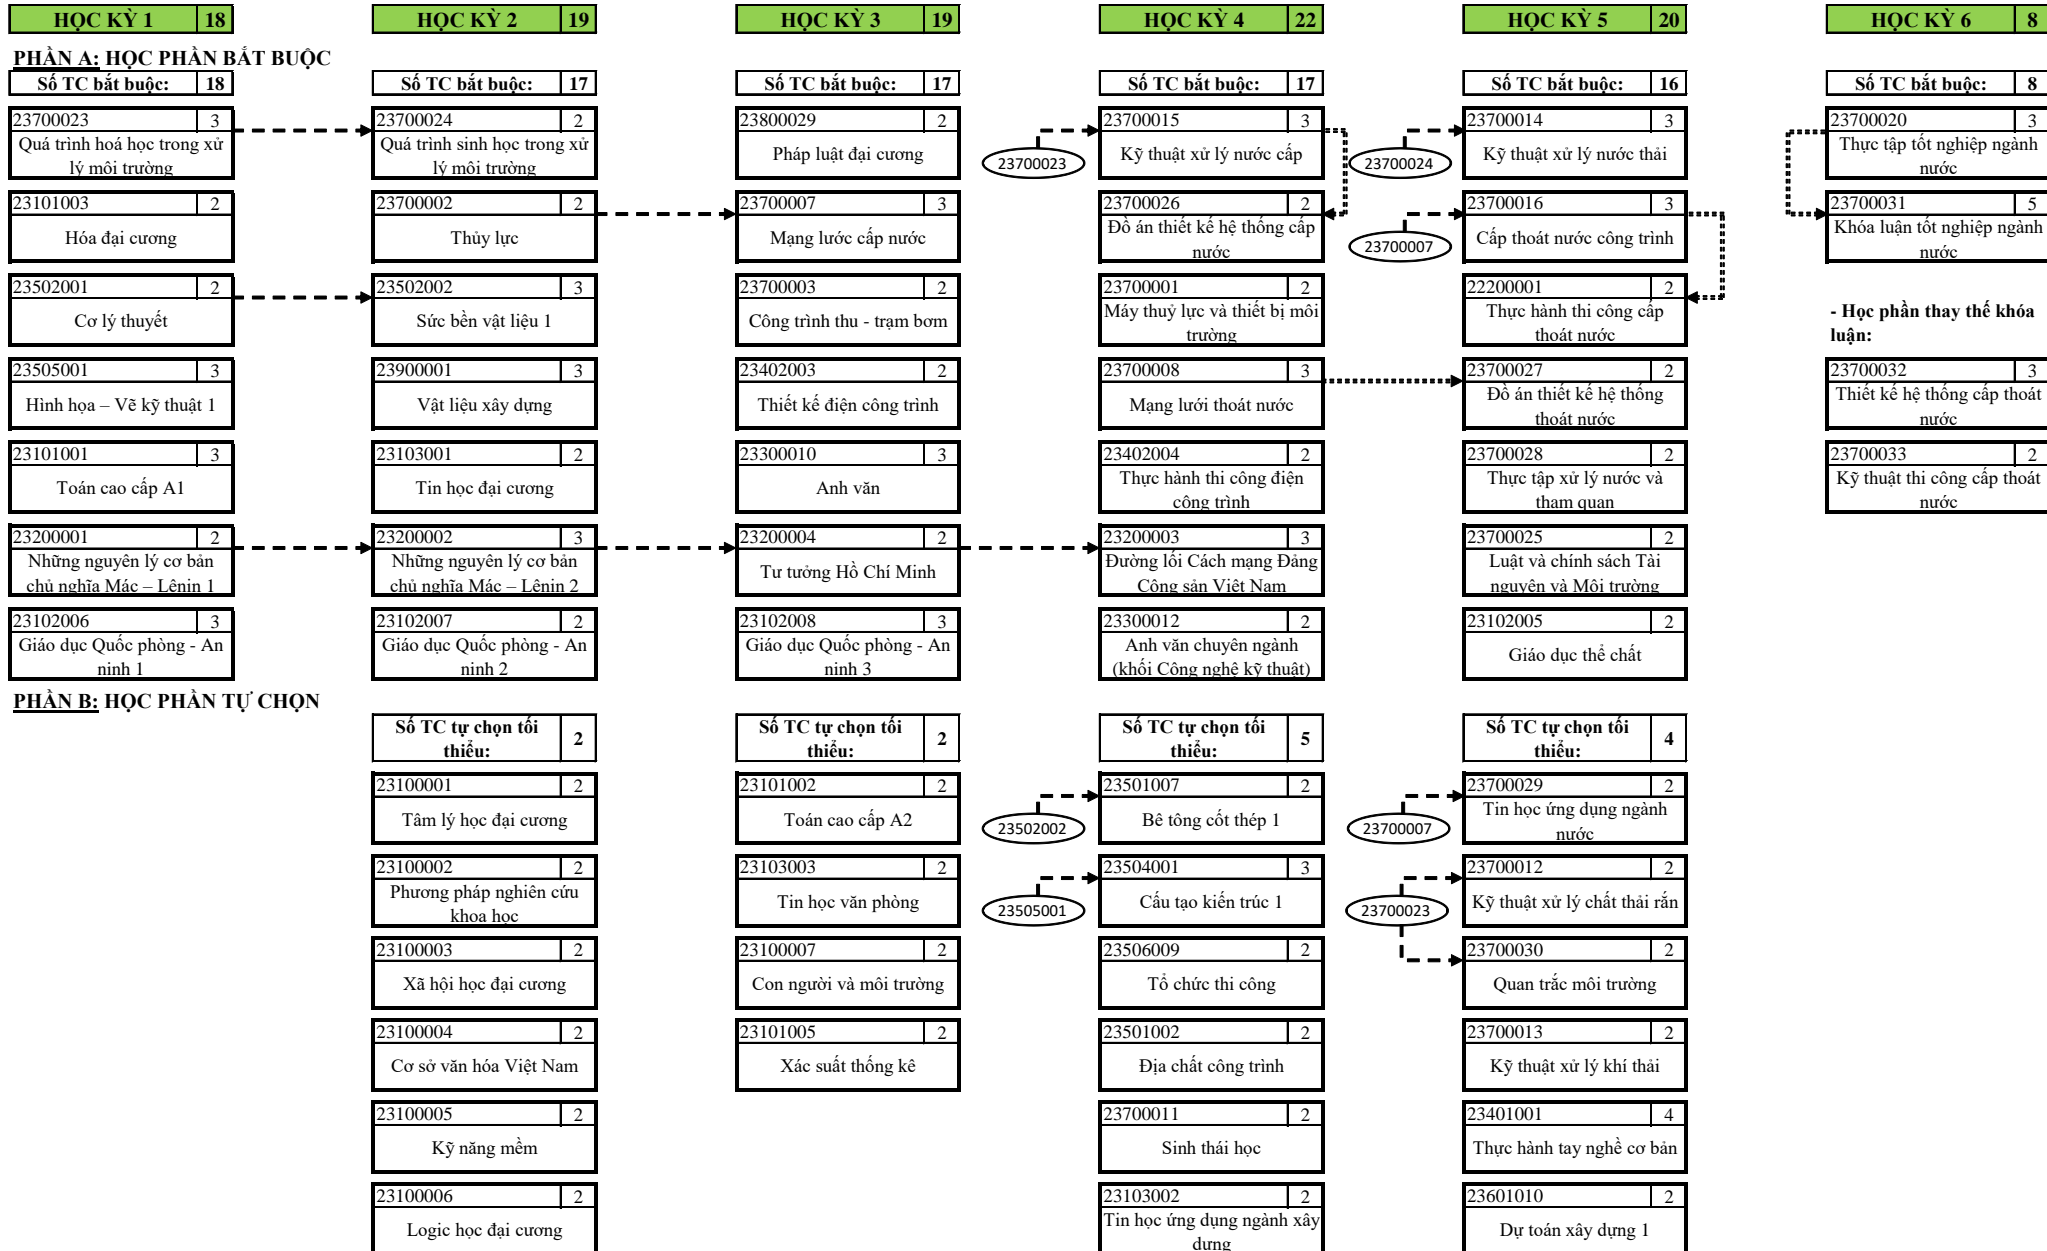 HỌC KỲ 1 18
HỌC KỲ 2 19
HỌC KỲ 3 19
HỌC KỲ 4 22
HỌC KỲ 5 20
HỌC KỲ 6 8
PHẦN A: HỌC PHẦN BẮT BUỘC
Số TC bắt buộc: 18
Số TC bắt buộc: 17
Số TC bắt buộc: 17
Số TC bắt buộc: 17
Số TC bắt buộc: 16
Số TC bắt buộc: 8
23700023 3
Quá trình hoá học trong xử
lý môi trường
23700024 2
Quá trình sinh học trong xử
lý môi trường
23800029 2
Pháp luật đại cương
23700023
23700015 3
Kỹ thuật xử lý nước cấp
23700024
23700014 3
Kỹ thuật xử lý nước thải
23700020 3
Thực tập tốt nghiệp ngành
nước
23101003 2
Hóa đại cương
23700002 2
Thủy lực
23700007 3
Mạng lước cấp nước
23700026 2
Đồ án thiết kế hệ thống cấp
nước
23700007
23700016 3
Cấp thoát nước công trình
23700031 5
Khóa luận tốt nghiệp ngành
nước
23502001 2
Cơ lý thuyết
23502002 3
Sức bền vật liệu 1
23700003 2
Công trình thu - trạm bơm
23700001 2
Máy thuỷ lực và thiết bị môi
trường
22200001 2
Thực hành thi công cấp
thoát nước
- Học phần thay thế khóa
luận:
23505001 3
Hình họa – Vẽ kỹ thuật 1
23900001 3
Vật liệu xây dựng
23402003 2
Thiết kế điện công trình
23700008 3
Mạng lưới thoát nước
23700027 2
Đồ án thiết kế hệ thống
thoát nước
23700032 3
Thiết kế hệ thống cấp thoát
nước
23101001 3
Toán cao cấp A1
23103001 2
Tin học đại cương
23300010 3
Anh văn
23402004 2
Thực hành thi công điện
công trình
23700028 2
Thực tập xử lý nước và
tham quan
23700033 2
Kỹ thuật thi công cấp thoát
nước
23200001 2
Những nguyên lý cơ bản
chủ nghĩa Mác – Lênin 1
23200002 3
Những nguyên lý cơ bản
chủ nghĩa Mác – Lênin 2
23200004 2
Tư tưởng Hồ Chí Minh
23200003 3
Đường lối Cách mạng Đảng
Công sản Việt Nam
23700025 2
Luật và chính sách Tài
nguyên và Môi trường
23102006 3
Giáo dục Quốc phòng - An
ninh 1
23102007 2
Giáo dục Quốc phòng - An
ninh 2
23102008 3
Giáo dục Quốc phòng - An
ninh 3
23300012 2
Anh văn chuyên ngành
(khối Công nghệ kỹ thuật)
23102005 2
Giáo dục thể chất
PHẦN B: HỌC PHẦN TỰ CHỌN
Số TC tự chọn tối
thiểu: 2
Số TC tự chọn tối
thiểu: 2
Số TC tự chọn tối
thiểu: 5
Số TC tự chọn tối
thiểu: 4
23100001 2
Tâm lý học đại cương
23101002 2
Toán cao cấp A2
23502002
23501007 2
Bê tông cốt thép 1
23700007
23700029 2
Tin học ứng dụng ngành
nước
23100002 2
Phương pháp nghiên cứu
khoa học
23103003 2
Tin học văn phòng
23505001
23504001 3
Cấu tạo kiến trúc 1
23700023
23700012 2
Kỹ thuật xử lý chất thải rắn
23100003 2
Xã hội học đại cương
23100007 2
Con người và môi trường
23506009 2
Tổ chức thi công
23700030 2
Quan trắc môi trường
23100004 2
Cơ sở văn hóa Việt Nam
23101005 2
Xác suất thống kê
23501002 2
Địa chất công trình
23700013 2
Kỹ thuật xử lý khí thải
23100005 2
Kỹ năng mềm
23700011 2
Sinh thái học
23401001 4
Thực hành tay nghề cơ bản
23100006 2
Logic học đại cương
23103002 2
Tin học ứng dụng ngành xây
dựng
23601010 2
Dự toán xây dựng 1